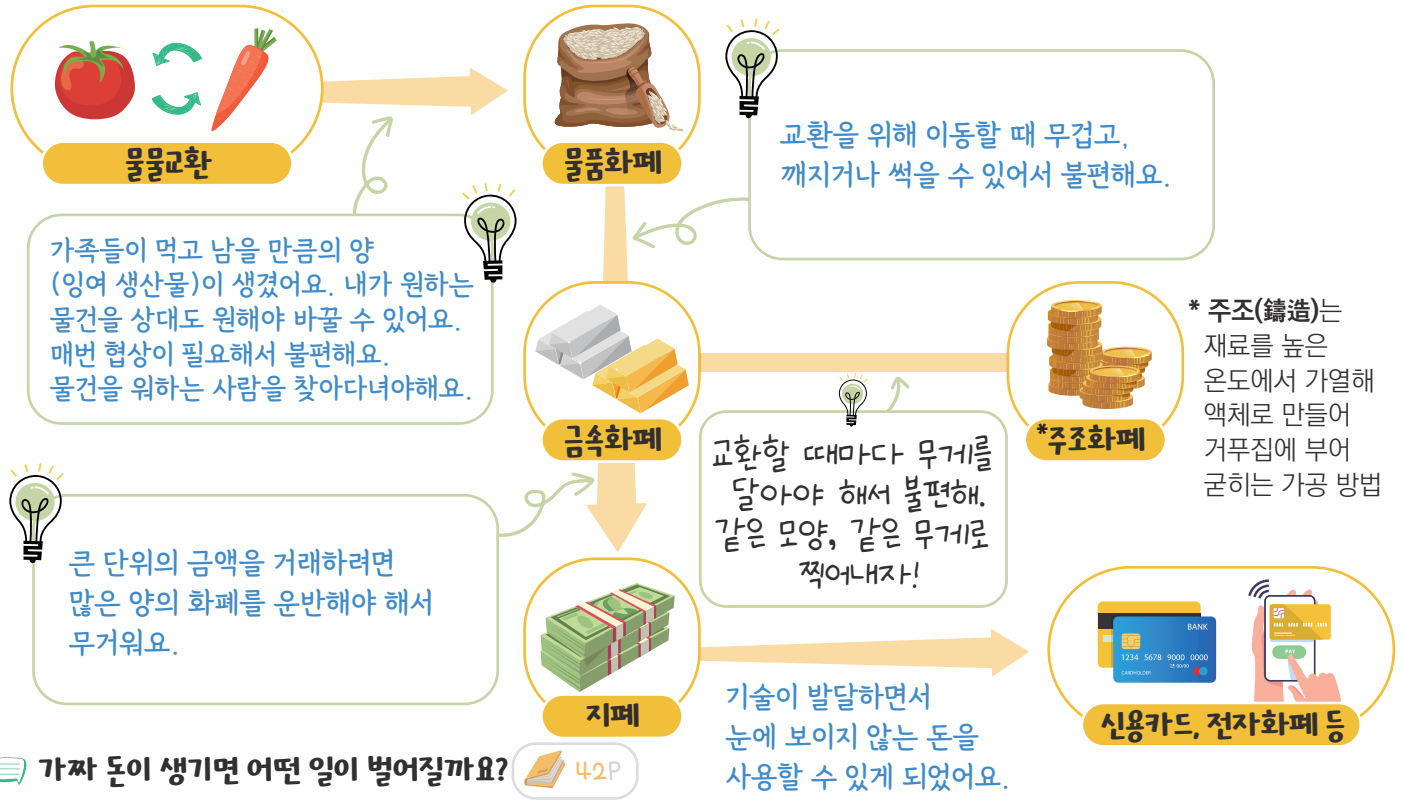 물물교환
물품화폐
교환을 위해 이동할 때 무겁고,
깨지거나 썩을 수 있어서 불편해요.
가족들이 먹고 남을 만큼의 양
(잉여 생산물)이 생겼어요. 내가 원하는
물건을 상대도 원해야 바꿀 수 있어요.
매번 협상이 필요해서 불편해요.
물건을 워하는 사람을 찾아다녀야해요.
금속화폐
*주조화폐
* 주조(鑄造)는
재료를 높은
온도에서 가열해
액체로 만들어
거푸집에 부어
굳히는 가공 방법
교환할 때마다 무게를
달아야 해서 불편해.
같은 모양, 같은 무게로
찍어내자!
큰 단위의 금액을 거래하려면
많은 양의 화폐를 운반해야 해서
무거워요.
지폐
기술이 발달하면서
눈에 보이지 않는 돈을
사용할 수 있게 되었어요.
BANK
1234 5678 9000 0000
CARDHOLDER
PAY
신용카드, 전자화폐 등
가짜 돈이 생기면 어떤 일이 벌어질까요?
42P